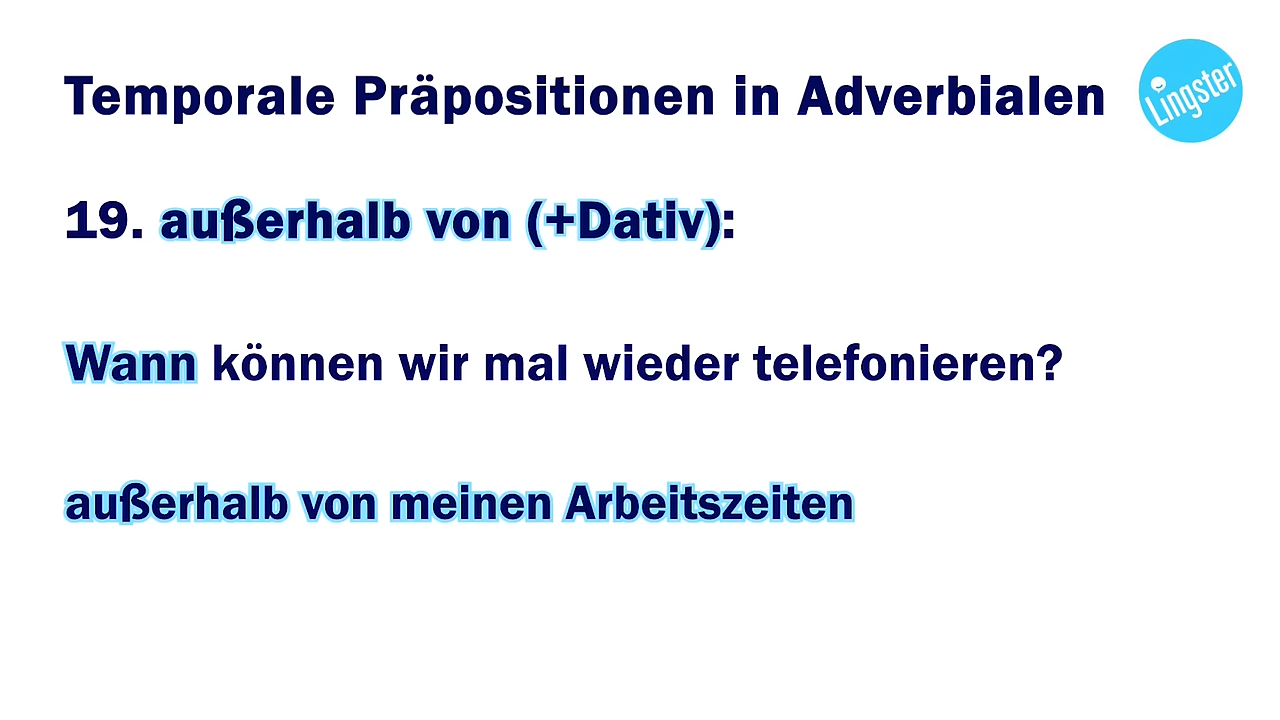 Temporale Präpositionen in Adverbialen
Lingster
19. außerhalb von (+Dativ):
Wann können wir mal wieder telefonieren?
außerhalb von meinen Arbeitszeiten